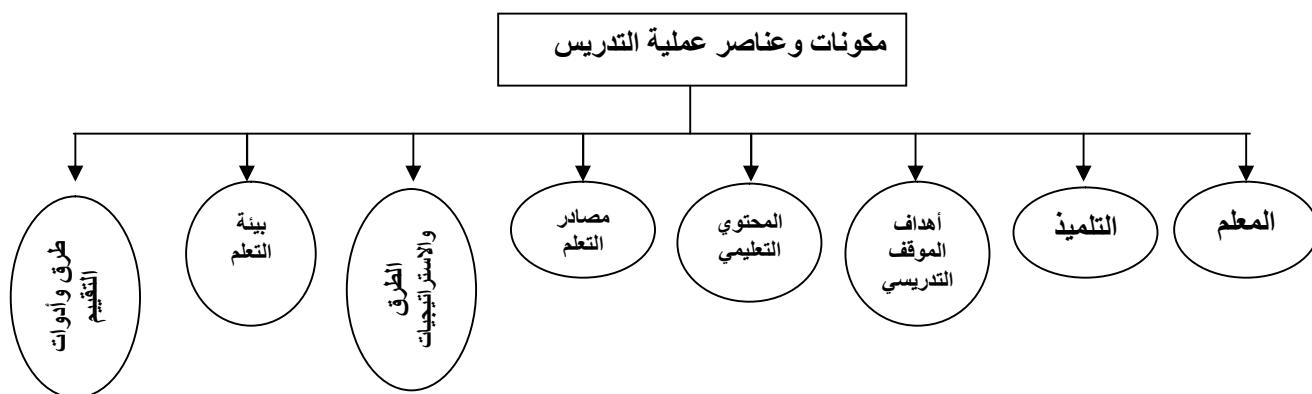 مكونات وعناصر عملية التدريس
المعلم
التلميذ
أهداف
الموقف
التدريسي
المحتوي
التعليمي
مصادر
التعلم
الطرق
والاستراتيجيات
بيئة
التعلم
طرق وأدوات
التقييم